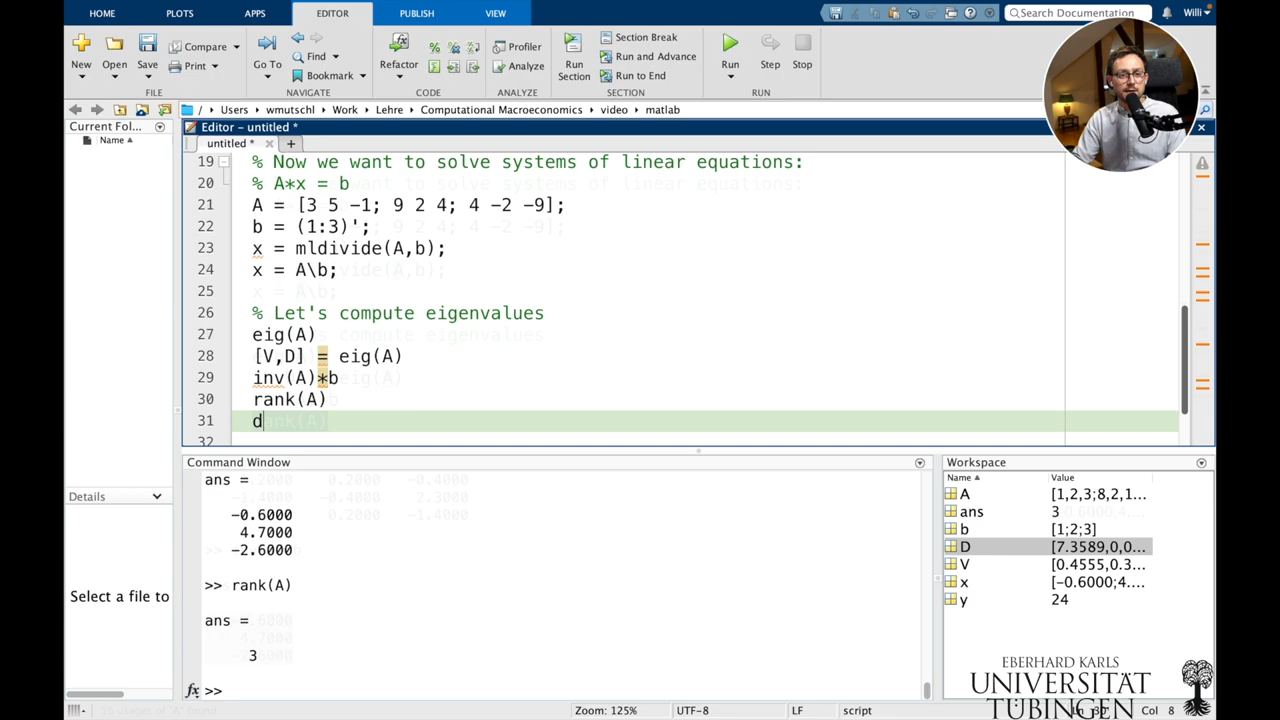 HOME PLOTS APPS EDITOR PUBLISH VIEW Search Documentation Willi
New Open Save Compare Print Go To Find Bookmark Refactor Profiler Analyze Run Section Section Break Run and Advance Run to End Run Step Stop
FILE NAVIGATE CODE ANALYZE SECTION RUN
/ Users wmutschl Work Lehre Computational Macroeconomics video matlab
Current Fol...
Name
Editor - untitled *
untitled *
19 % Now we want to solve systems of linear equations:
20 % A*x = b
21 A = [3 5 -1; 9 2 4; 4 -2 -9];
22 b = (1:3)';
23 x = mldivide(A,b);
24 x = A\b;
25
26 % Let's compute eigenvalues
27 eig(A)
28 [V,D] = eig(A)
29 inv(A)*b
30 rank(A)
31 d
32
Details
Select a file to
Command Window
ans =
-0.6000
4.7000
-2.6000
>> rank(A)
ans =
3
fx >>
Workspace
Name Value
A [1,2,3;8,2,1...
ans 3
b [1;2;3]
D [7.3589,0,0...
V [0.4555,0.3...
x [-0.6000;4....
y 24
EBERHARD KARLS
UNIVERSITÄT
TÜBINGEN
Zoom: 125% UTF-8 LF script Col 8